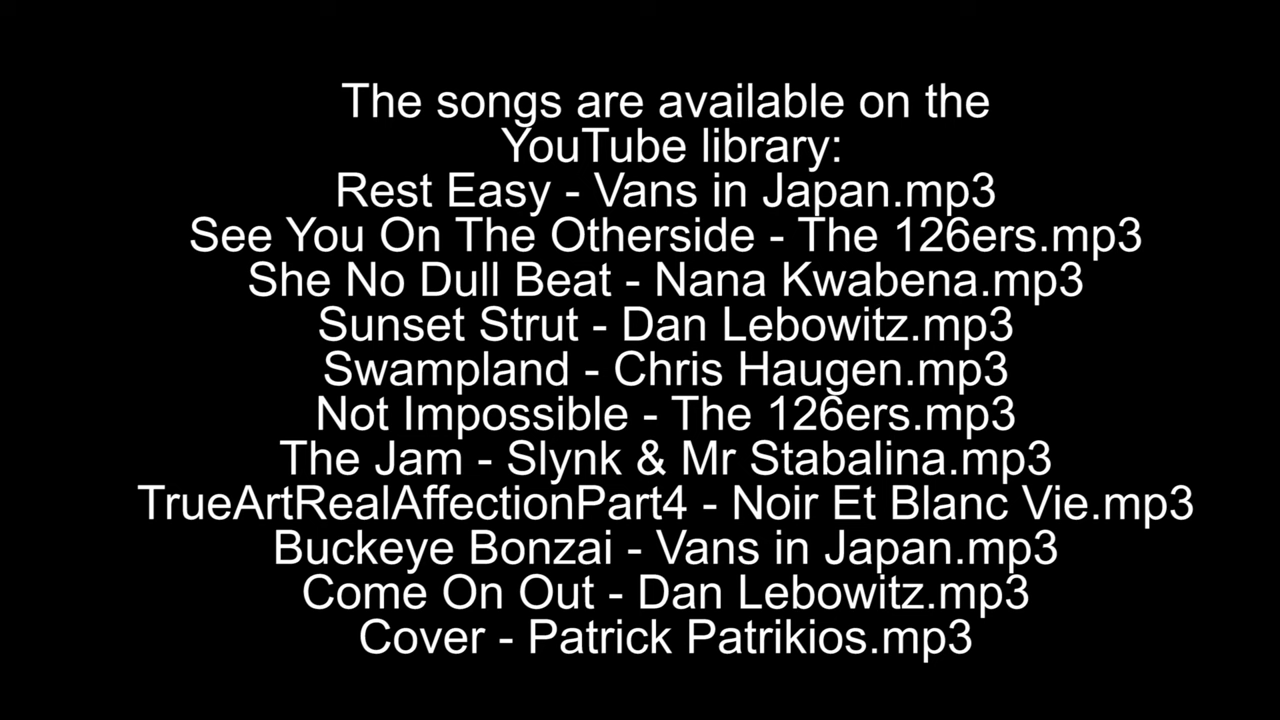 The songs are available on the
YouTube library:
Rest Easy - Vans in Japan.mp3
See You On The Otherside - The 126ers.mp3
She No Dull Beat - Nana Kwabena.mp3
Sunset Strut - Dan Lebowitz.mp3
Swampland - Chris Haugen.mp3
Not Impossible - The 126ers.mp3
The Jam - Slynk & Mr Stabalina.mp3
TrueArtRealAffectionPart4 - Noir Et Blanc Vie.mp3
Buckeye Bonzai - Vans in Japan.mp3
Come On Out - Dan Lebowitz.mp3
Cover - Patrick Patrikios.mp3